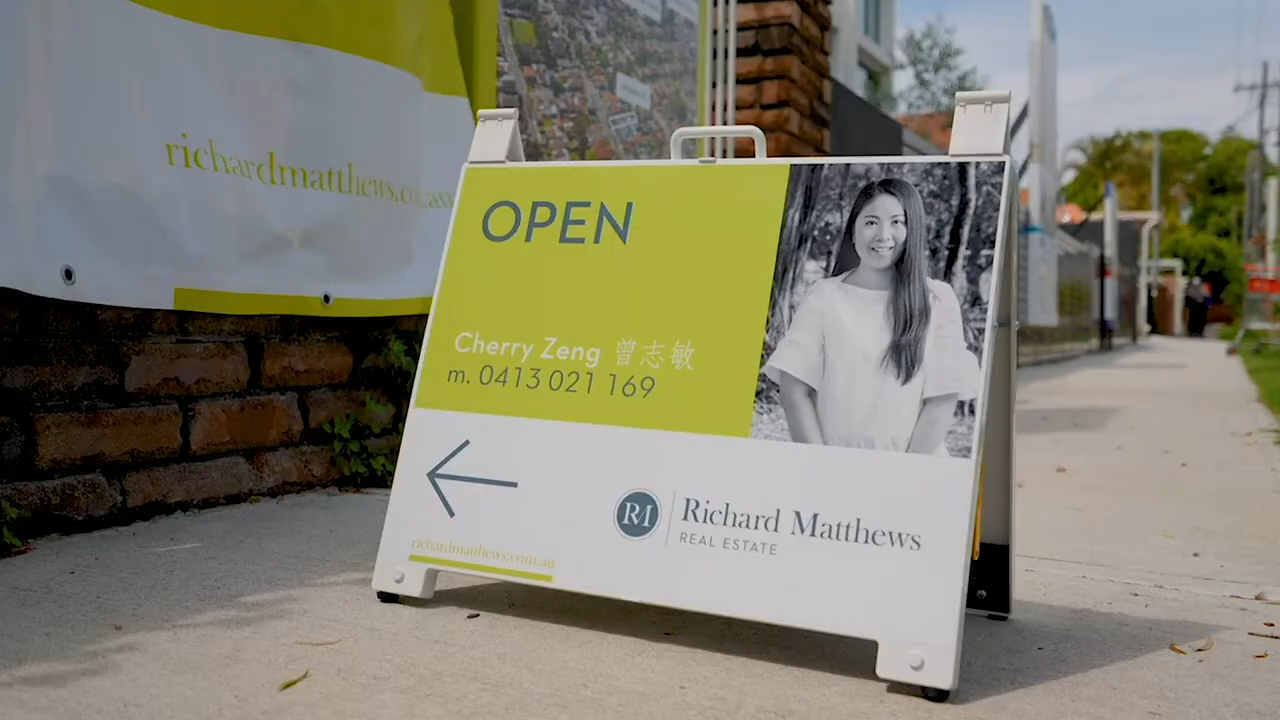 richardmatthews.co.au
OPEN
Cherry Zeng 曾志敏
m. 0413 021 169
RM
Richard Matthews
REAL ESTATE
richardmatthews.com.au